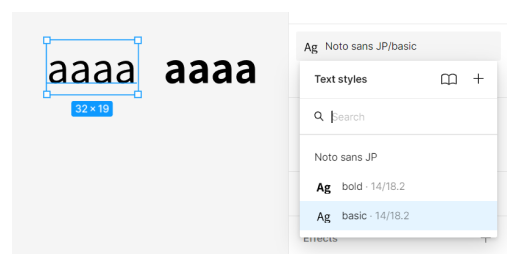 aaaa aaaa
32 × 19
Ag Noto sans JP/basic
Text styles
Search
Noto sans JP
Ag bold · 14/18.2
Ag basic · 14/18.2
Effects